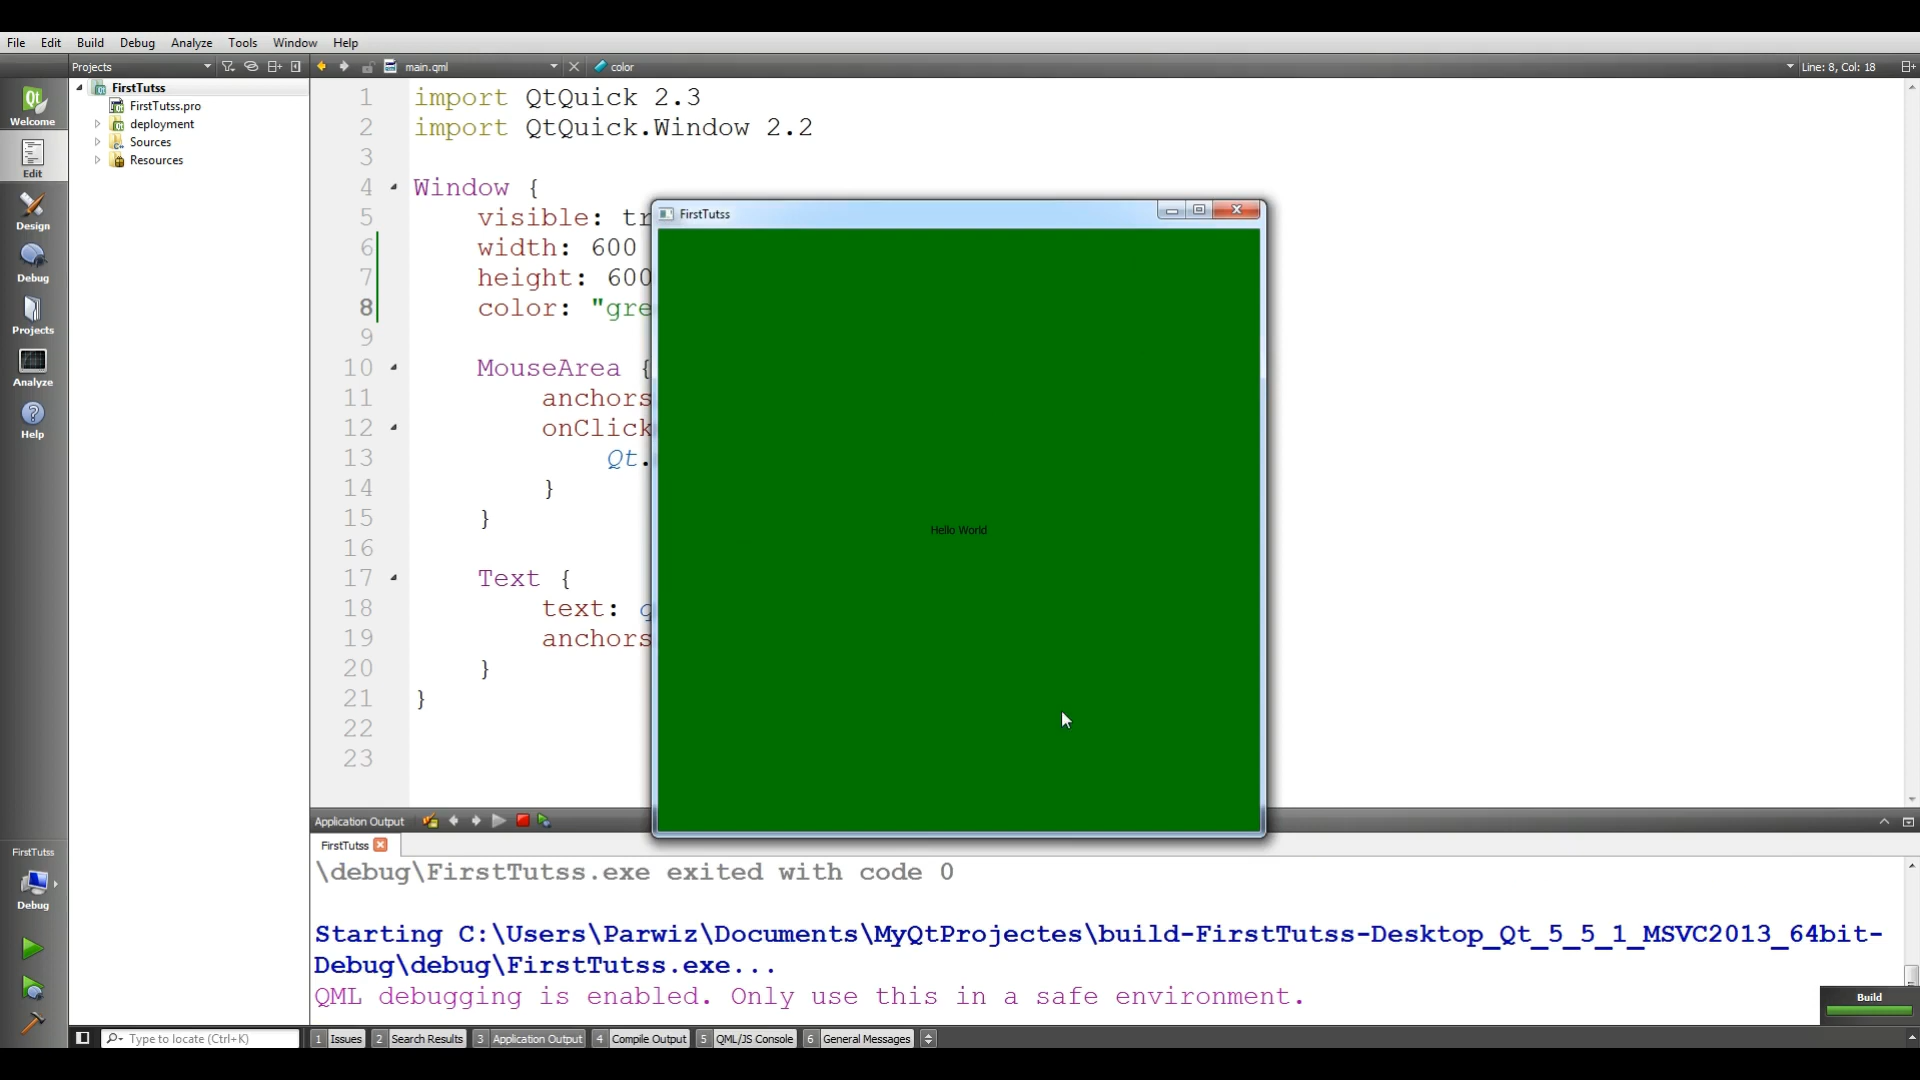 File Edit Build Debug Analyze Tools Window Help
Projects main.qml color Line: 8, Col: 18
FirstTutss
FirstTutss.pro
deployment
Sources
Resources
Welcome
Edit
Design
Debug
Projects
Analyze
Help
FirstTutss
Debug
1 import QtQuick 2.3
2 import QtQuick.Window 2.2
3
4 Window {
5 visible: tr
6 width: 600
7 height: 600
8 color: "gre
9
10 MouseArea {
11 anchors
12 onClick
13 Qt.
14 }
15 }
16
17 Text {
18 text: q
19 anchors
20 }
21 }
22
23
FirstTutss
Hello World
Application Output
FirstTutss
\debug\FirstTutss.exe exited with code 0
Starting C:\Users\Parwiz\Documents\MyQtProjectes\build-FirstTutss-Desktop_Qt_5_5_1_MSVC2013_64bit-
Debug\debug\FirstTutss.exe...
QML debugging is enabled. Only use this in a safe environment.
Build
Type to locate (Ctrl+K) 1 Issues 2 Search Results 3 Application Output 4 Compile Output 5 QML/JS Console 6 General Messages